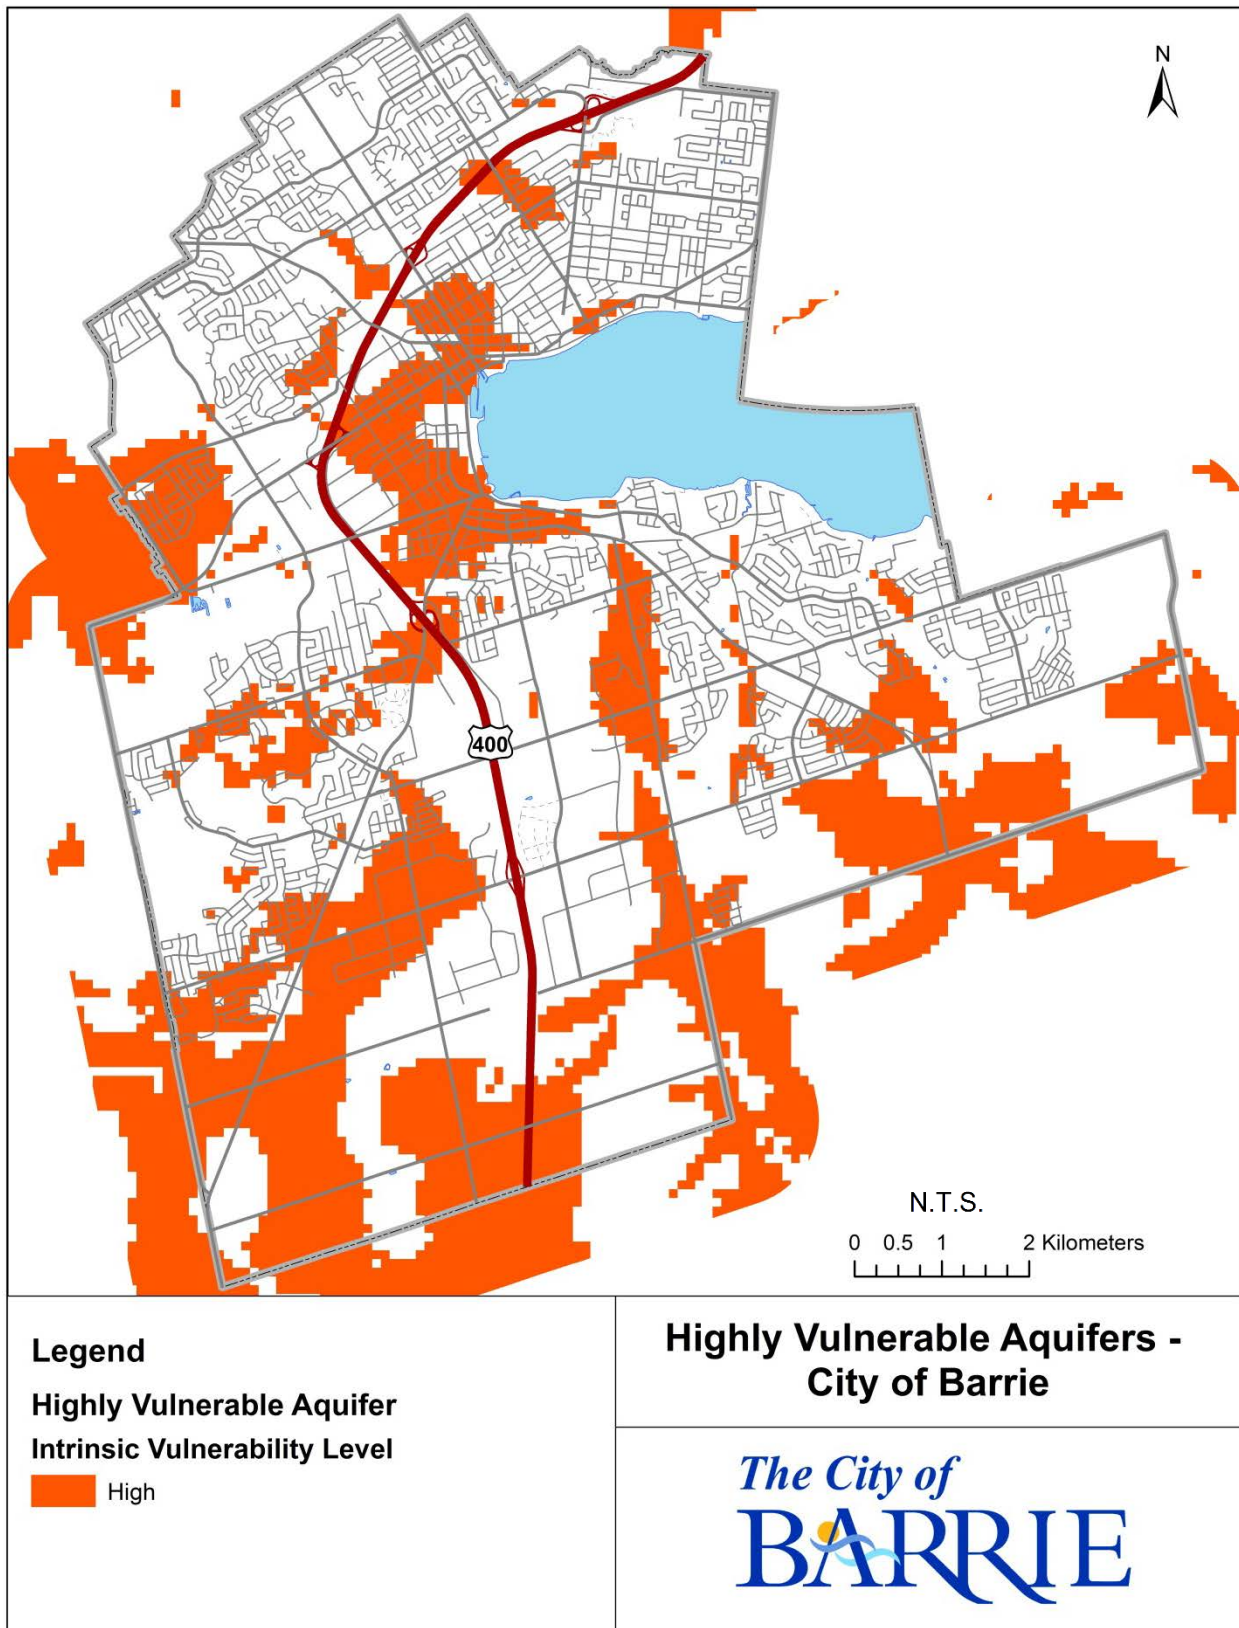 N
400
N.T.S.
0 0.5 1 2 Kilometers
Legend
Highly Vulnerable Aquifer
Intrinsic Vulnerability Level
High
Highly Vulnerable Aquifers -
City of Barrie
The City of
BARRIE